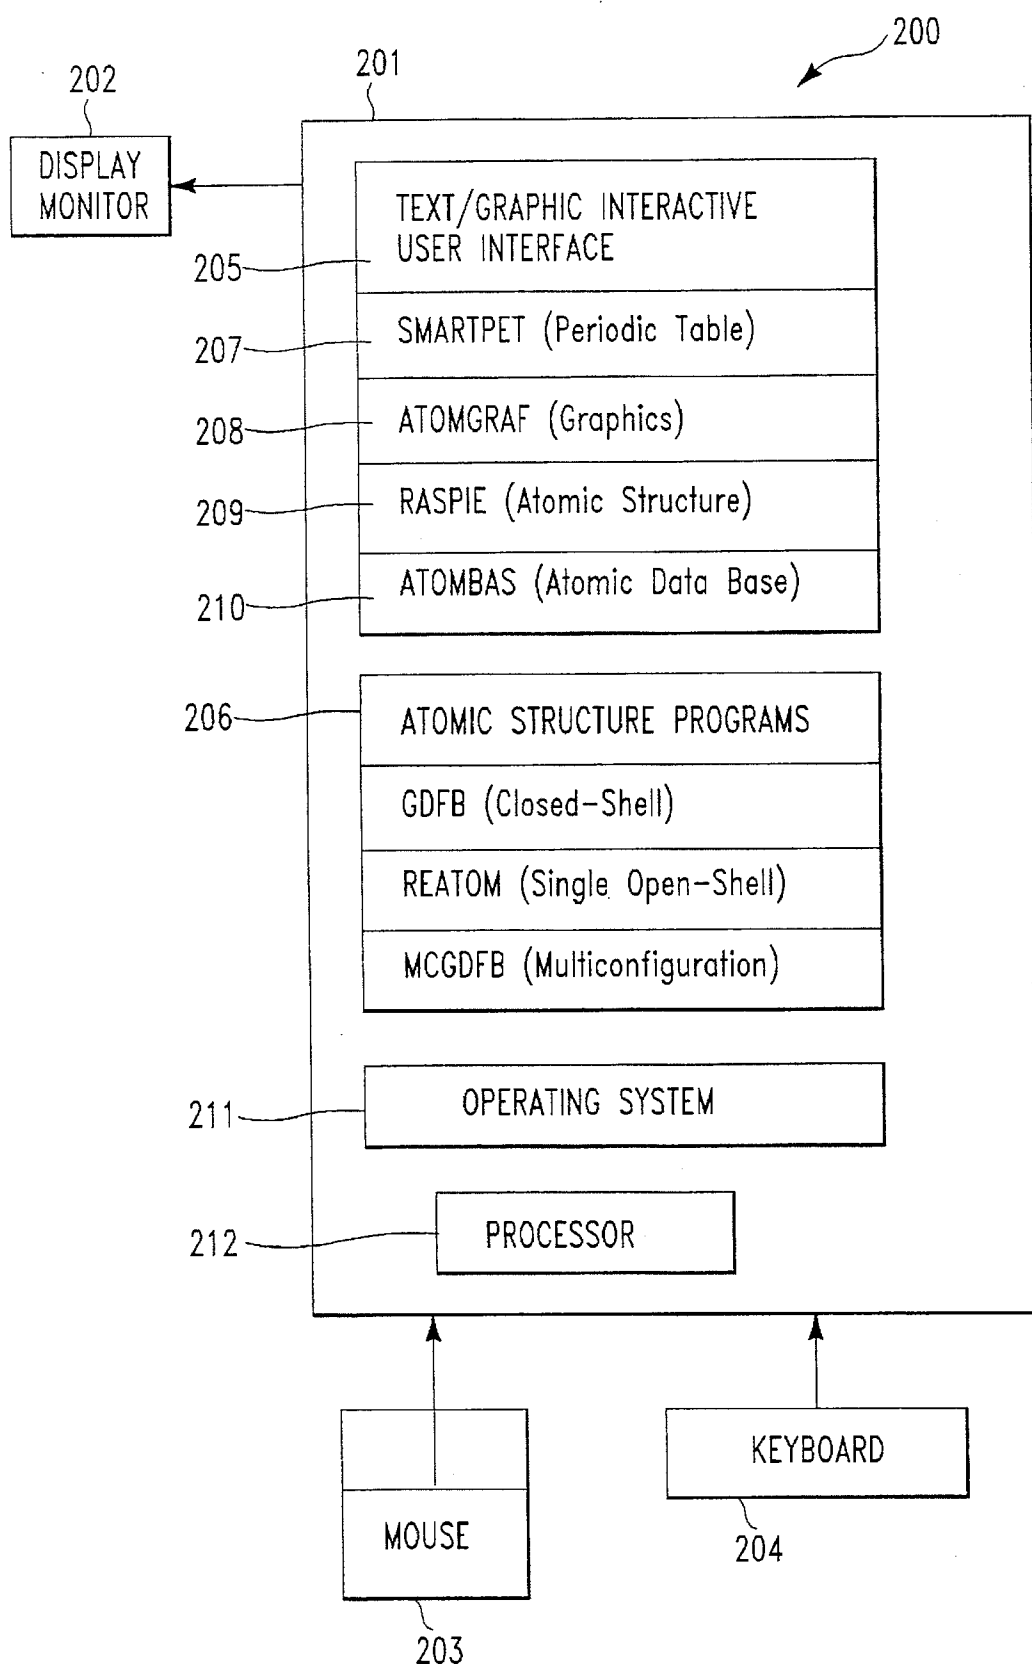 200
202
201
DISPLAY
MONITOR
TEXT/GRAPHIC INTERACTIVE
USER INTERFACE
205
SMARTPET (Periodic Table)
207
ATOMGRAF (Graphics)
208
RASPIE (Atomic Structure)
209
ATOMBAS (Atomic Data Base)
210
206
ATOMIC STRUCTURE PROGRAMS
GDFB (Closed-Shell)
REATOM (Single Open-Shell)
MCGDFB (Multiconfiguration)
OPERATING SYSTEM
211
PROCESSOR
212
KEYBOARD
MOUSE
204
203